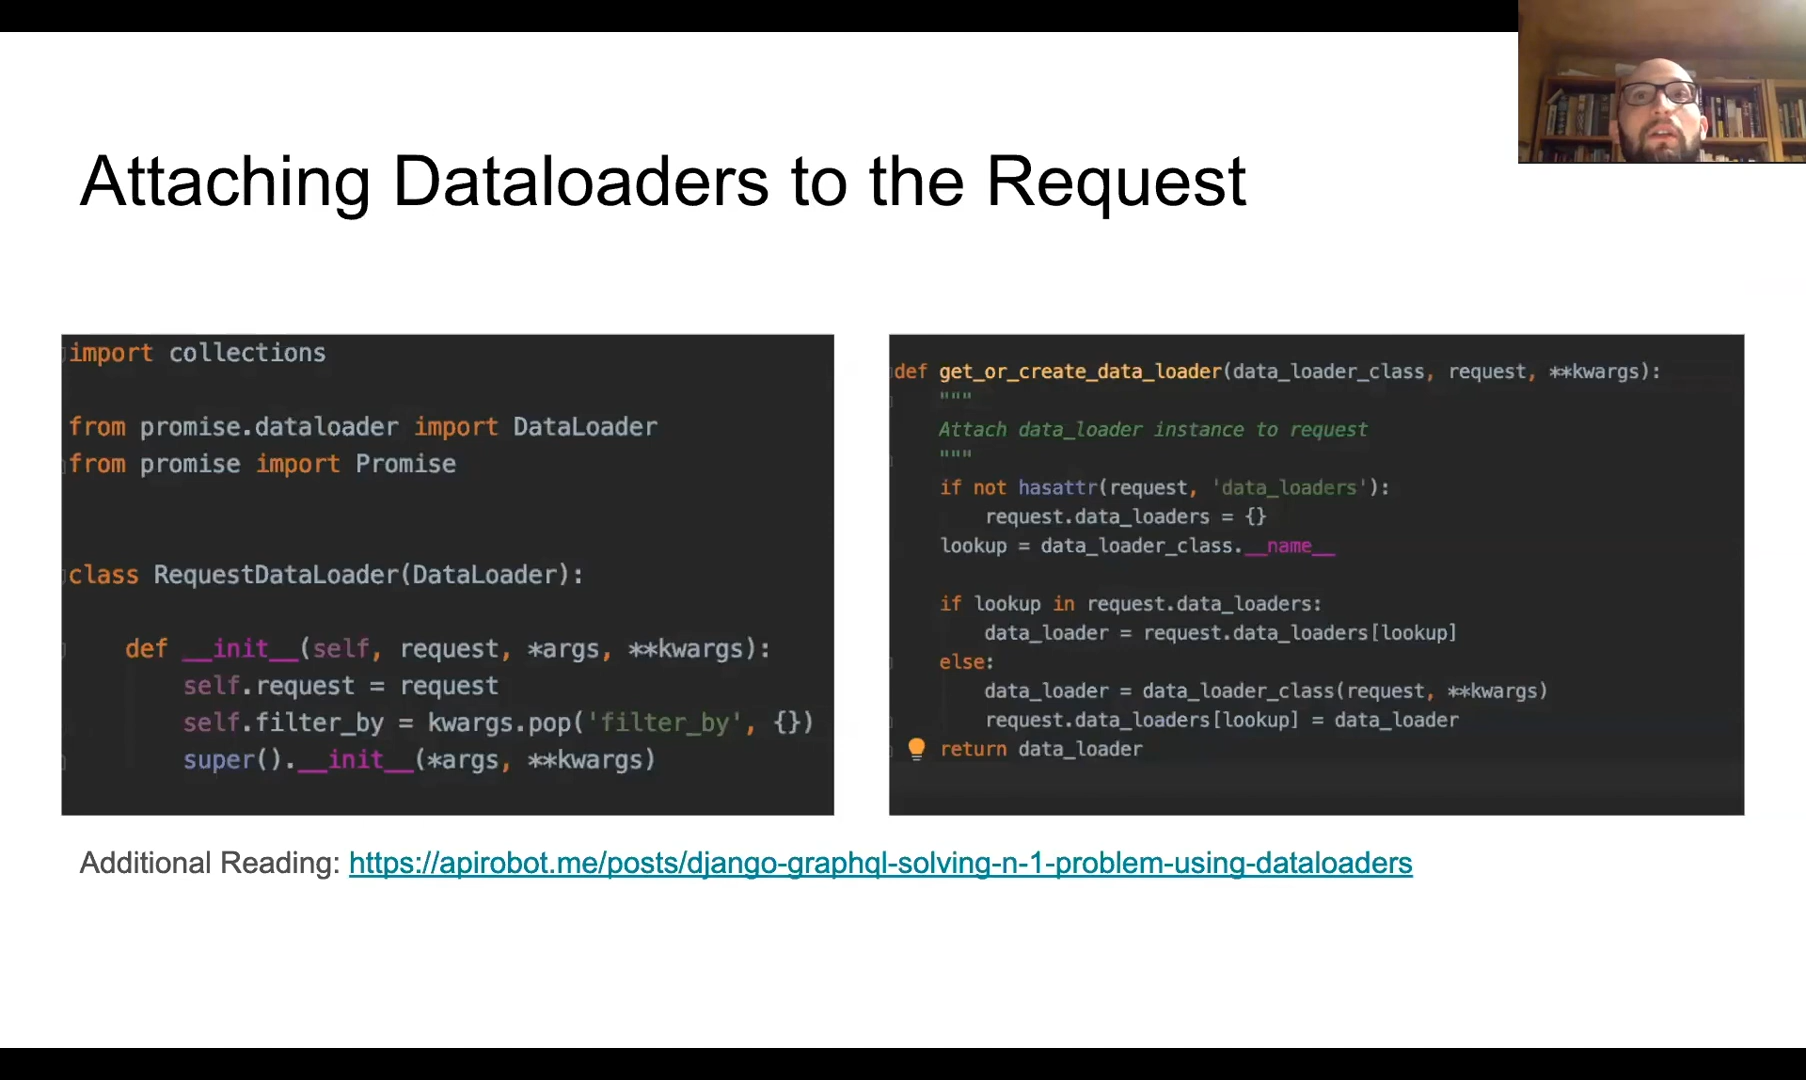 Attaching Dataloaders to the Request
import collections
from promise.dataloader import DataLoader
from promise import Promise
class RequestDataLoader(DataLoader):
def __init__(self, request, *args, **kwargs):
self.request = request
self.filter_by = kwargs.pop('filter_by', {})
super().__init__(*args, **kwargs)
def get_or_create_data_loader(data_loader_class, request, **kwargs):
"""
Attach data_loader instance to request
"""
if not hasattr(request, 'data_loaders'):
request.data_loaders = {}
lookup = data_loader_class.__name__
if lookup in request.data_loaders:
data_loader = request.data_loaders[lookup]
else:
data_loader = data_loader_class(request, **kwargs)
request.data_loaders[lookup] = data_loader
return data_loader
Additional Reading: https://apirobot.me/posts/django-graphql-solving-n-1-problem-using-dataloaders